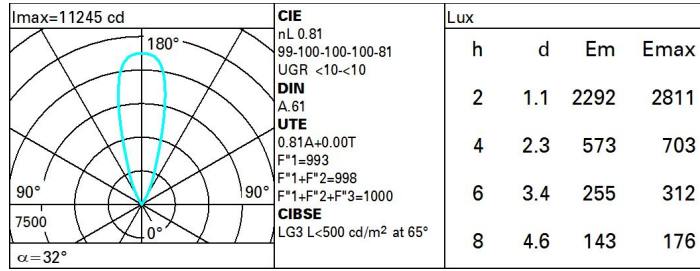 Imax=11245 cd
180°
90°
90°
7500
0°
α=32°
CIE
nL 0.81
99-100-100-100-81
UGR <10-<10
DIN
A.61
UTE
0.81A+0.00T
F"1=993
F"1+F"2=998
F"1+F"2+F"3=1000
CIBSE
LG3 L<500 cd/m² at 65°
Lux
h d Em Emax
2 1.1 2292 2811
4 2.3 573 703
6 3.4 255 312
8 4.6 143 176